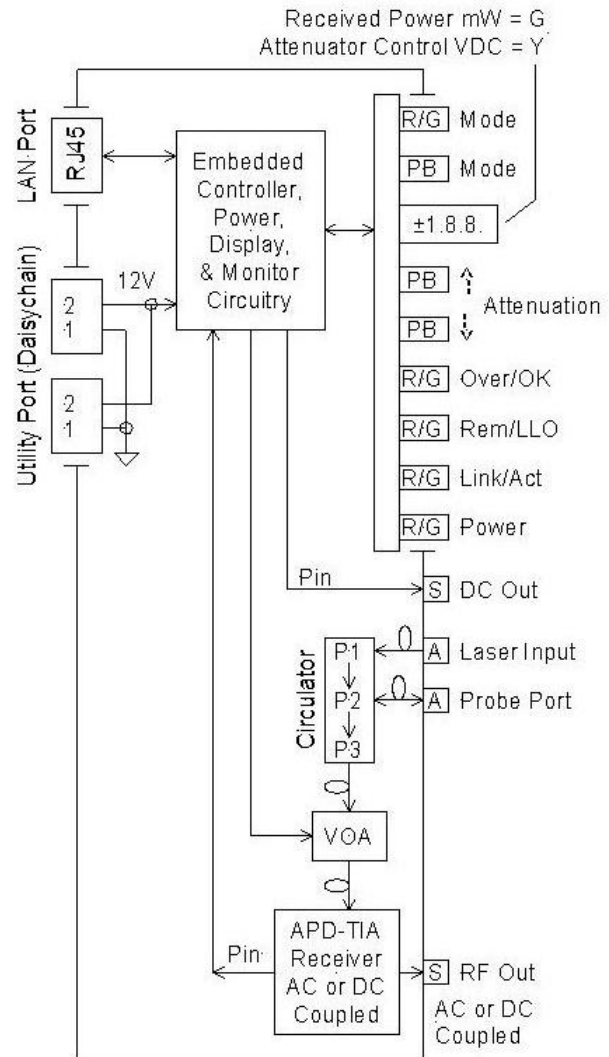 Received Power mW = G
Attenuator Control VDC = Y
LAN-Port
RJ45
Embedded
Controller,
Power,
Display,
& Monitor
Circuitry
R/G Mode
PB Mode
±1.8.8.
PB
Attenuation
PB
R/G Over/OK
R/G Rem/LLO
R/G Link/Act
R/G Power
Utility Port (Daisychain)
12V
2
1
2
1
Pin
S DC Out
Circulator
P1
P2
P3
A Laser Input
A Probe Port
VOA
APD-TIA
Receiver
AC or DC
Coupled
Pin
S RF Out
AC or DC
Coupled